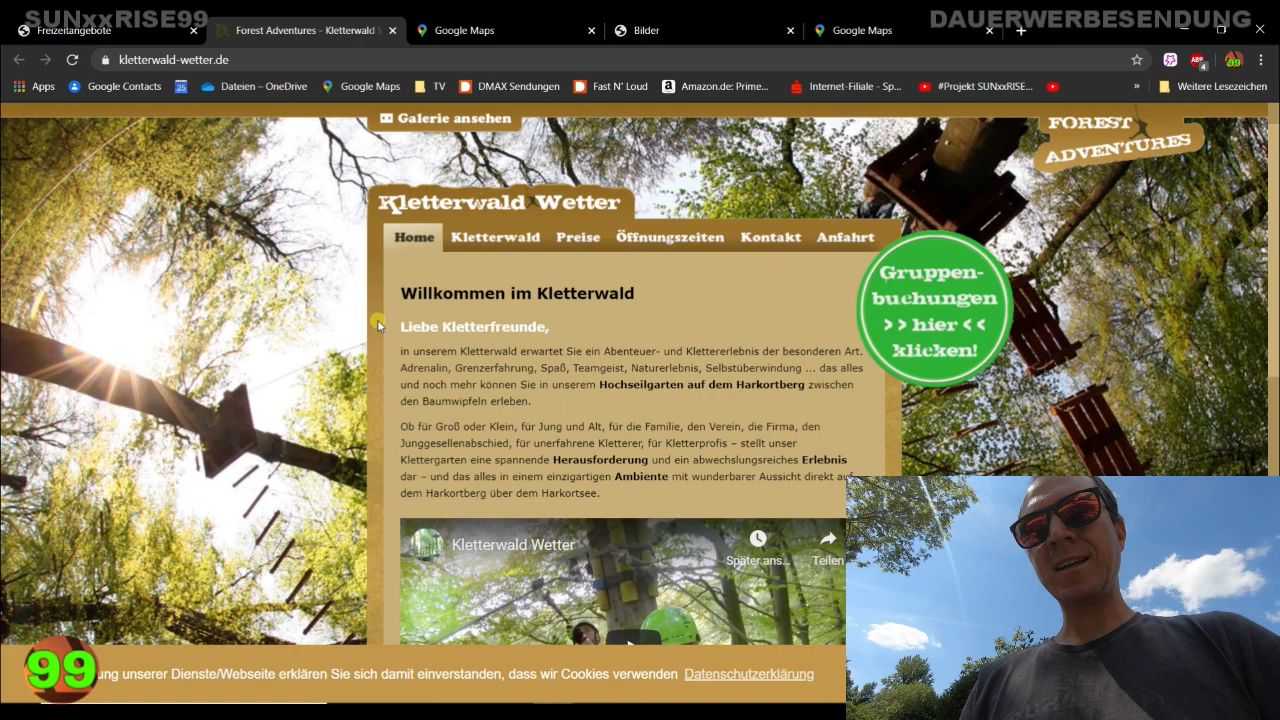 SUNxxRISE99
DAUERWERBESENDUNG
Freizeitangebote
Forest Adventures - Kletterwald
Google Maps
Bilder
Google Maps
kletterwald-wetter.de
ABP
4
99
Apps
Google Contacts
25
Dateien – OneDrive
Google Maps
TV
DMAX Sendungen
Fast N' Loud
Amazon.de: Prime...
Internet-Filiale - Sp...
#Projekt SUNxxRISE...
»
Weitere Lesezeichen
Galerie ansehen
FOREST
ADVENTURES
Kletterwald Wetter
Home Kletterwald Preise Öffnungszeiten Kontakt Anfahrt
Gruppen-
buchungen
>> hier <<
klicken!
Willkommen im Kletterwald
Liebe Kletterfreunde,
in unserem Kletterwald erwartet Sie ein Abenteuer- und Klettererlebnis der besonderen Art.
Adrenalin, Grenzerfahrung, Spaß, Teamgeist, Naturerlebnis, Selbstüberwindung ... das alles
und noch mehr können Sie in unserem Hochseilgarten auf dem Harkortberg zwischen
den Baumwipfeln erleben.
Ob für Groß oder Klein, für Jung und Alt, für die Familie, den Verein, die Firma, den
Junggesellenabschied, für unerfahrene Kletterer, für Kletterprofis – stellt unser
Klettergarten eine spannende Herausforderung und ein abwechslungsreiches Erlebnis
dar – und das alles in einem einzigartigen Ambiente mit wunderbarer Aussicht direkt auf
dem Harkortberg über dem Harkortsee.
Kletterwald Wetter
Später ans...
Teilen
99
ung unserer Dienste/Webseite erklären Sie sich damit einverstanden, dass wir Cookies verwenden Datenschutzerklärung